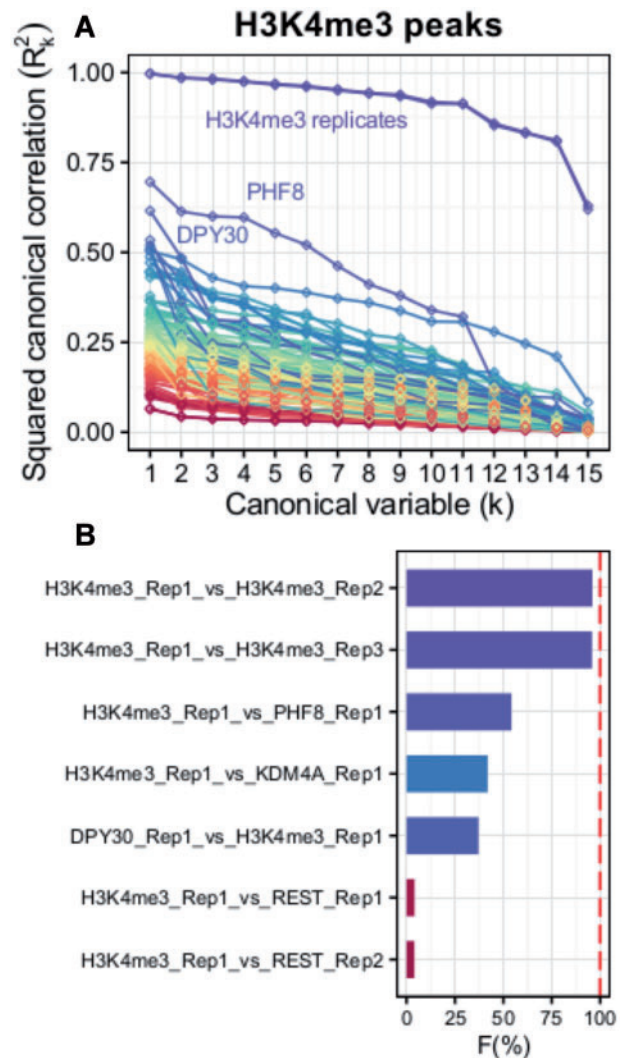 A
H3K4me3 peaks
Squared canonical correlation (R²k)
1.00
0.75
0.50
0.25
0.00
H3K4me3 replicates
PHF8
DPY30
1 2 3 4 5 6 7 8 9 10 11 12 13 14 15
Canonical variable (k)
B
H3K4me3_Rep1_vs_H3K4me3_Rep2
H3K4me3_Rep1_vs_H3K4me3_Rep3
H3K4me3_Rep1_vs_PHF8_Rep1
H3K4me3_Rep1_vs_KDM4A_Rep1
DPY30_Rep1_vs_H3K4me3_Rep1
H3K4me3_Rep1_vs_REST_Rep1
H3K4me3_Rep1_vs_REST_Rep2
0 25 50 75 100
F(%)